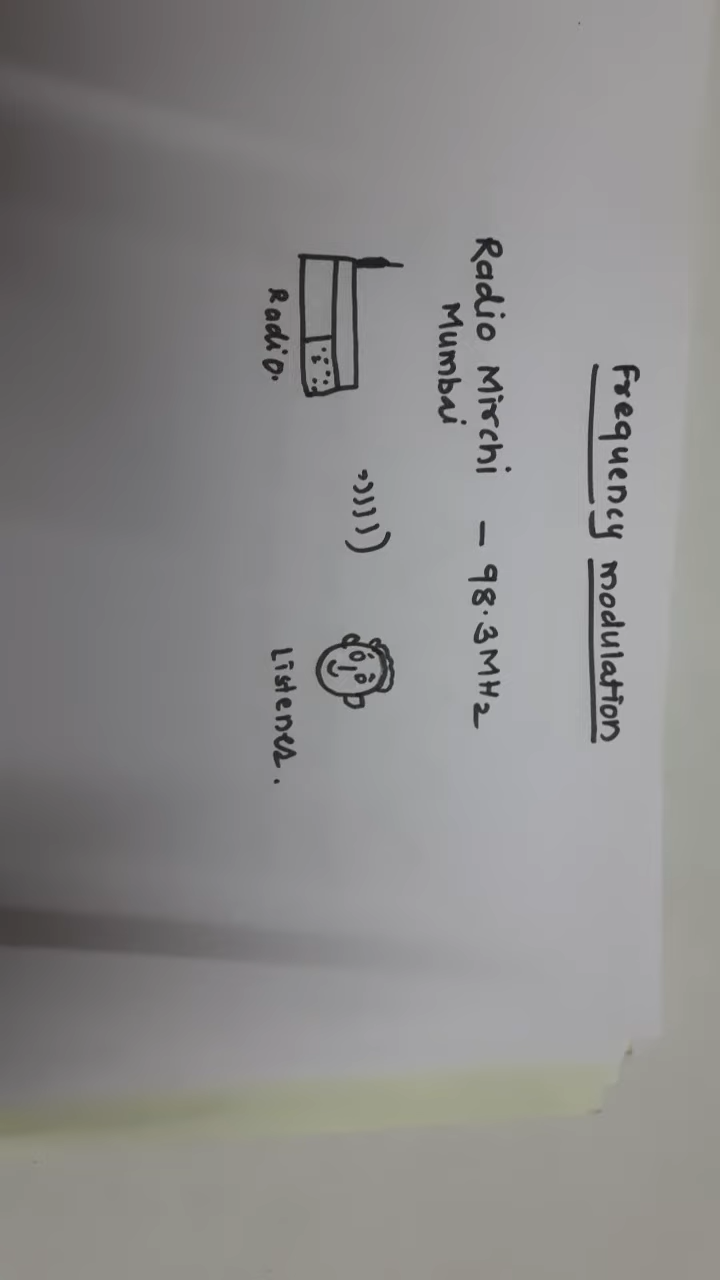 Frequency modulation
Radio Mirchi - 98.3MHz
Mumbai
Radio.
Listener.